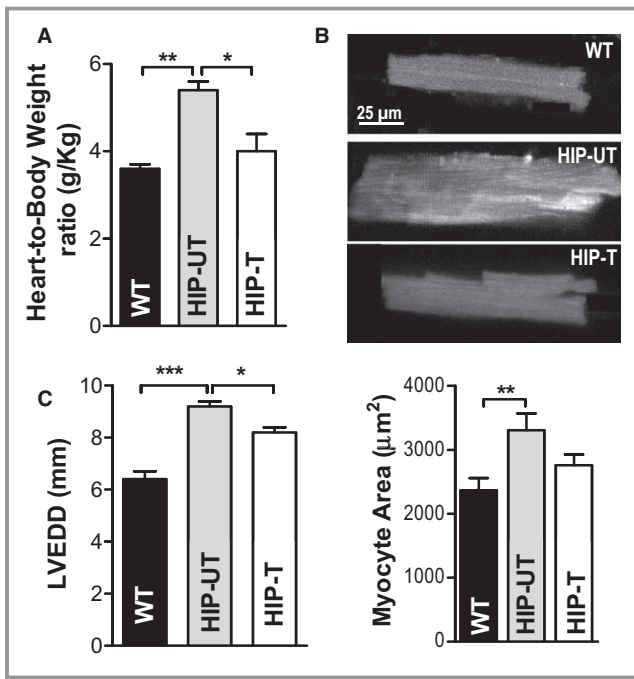 A
Heart-to-Body Weight
ratio (g/Kg)
6
4
2
0
**
*
WT
HIP-UT
HIP-T
B
WT
25 µm
HIP-UT
HIP-T
C
LVEDD (mm)
10
8
6
4
2
0
***
*
WT
HIP-UT
HIP-T
Myocyte Area (µm²)
4000
3000
2000
1000
0
**
WT
HIP-UT
HIP-T